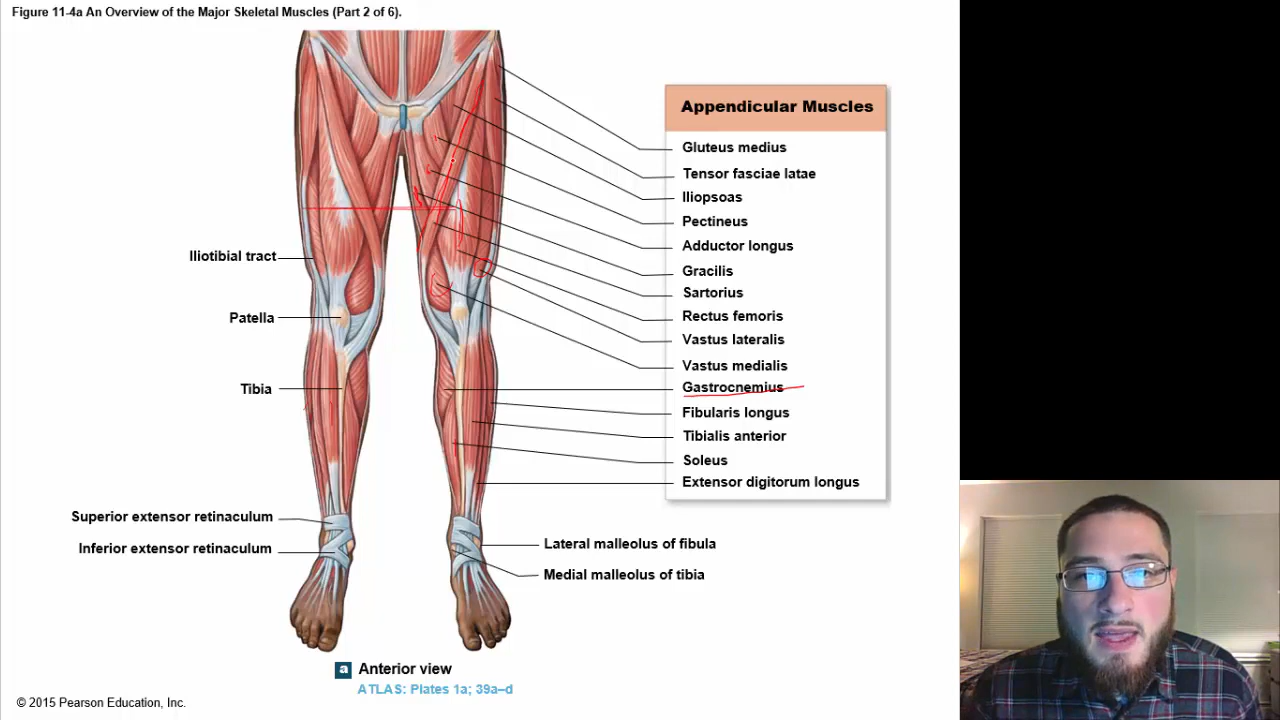 Figure 11-4a An Overview of the Major Skeletal Muscles (Part 2 of 6).
Appendicular Muscles
Gluteus medius
Tensor fasciae latae
Iliopsoas
Pectineus
Adductor longus
Gracilis
Sartorius
Rectus femoris
Vastus lateralis
Vastus medialis
Gastrocnemius
Fibularis longus
Tibialis anterior
Soleus
Extensor digitorum longus
Iliotibial tract
Patella
Tibia
Superior extensor retinaculum
Inferior extensor retinaculum
Lateral malleolus of fibula
Medial malleolus of tibia
a Anterior view
ATLAS: Plates 1a; 39a–d
© 2015 Pearson Education, Inc.